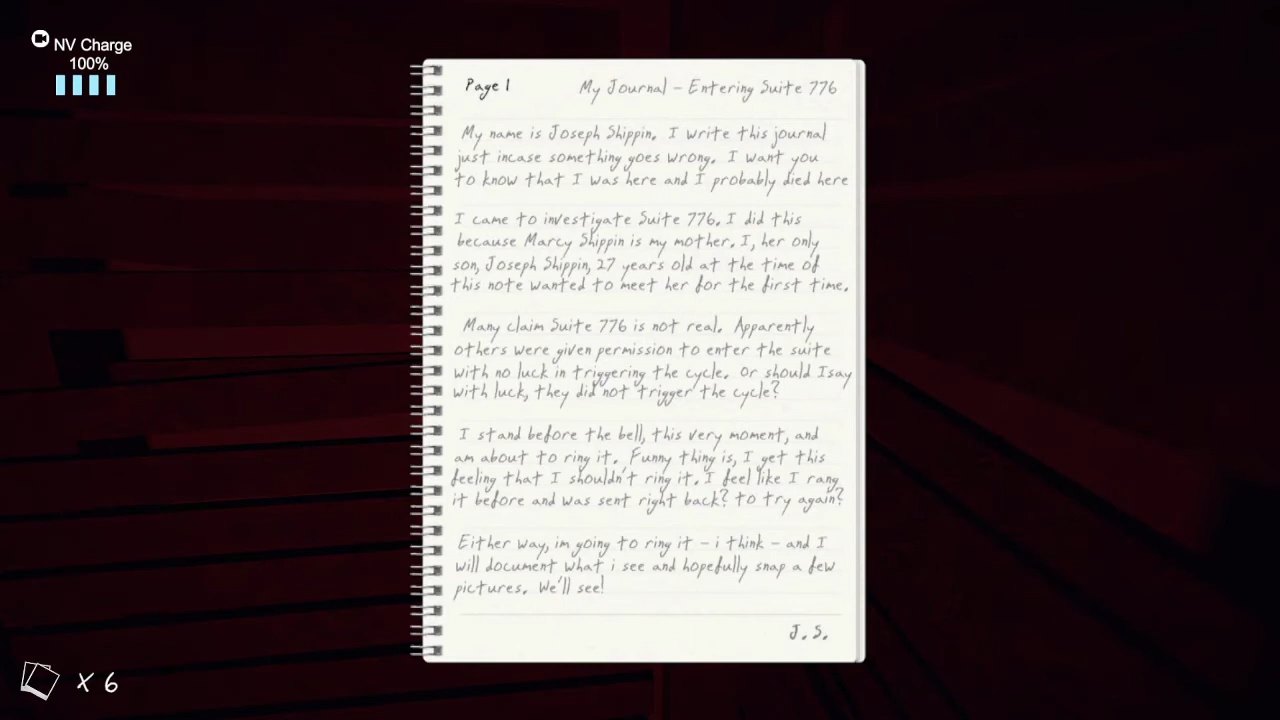 NV Charge
100%
Page 1
My Journal - Entering Suite 776
My name is Joseph Shippin. I write this journal
just incase something goes wrong. I want you
to know that I was here and I probably died here
I came to investigate Suite 776. I did this
because Marcy Shippin is my mother. I, her only
son, Joseph Shippin, 27 years old at the time of
this note wanted to meet her for the first time.
Many claim Suite 776 is not real. Apparently
others were given permission to enter the suite
with no luck in triggering the cycle. Or should I say
with luck, they did not trigger the cycle?
I stand before the bell, this very moment, and
am about to ring it. Funny thing is, I get this
feeling that I shouldn't ring it. I feel like I rang
it before and was sent right back? to try again?
Either way, im going to ring it - i think - and I
will document what i see and hopefully snap a few
pictures. We'll see!
J.S.
X 6